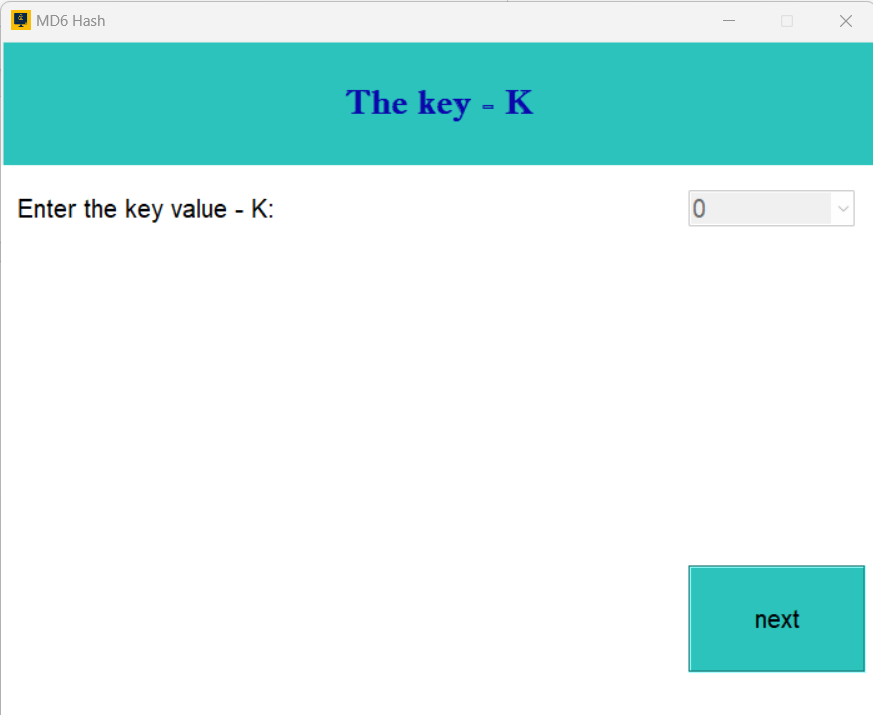 MD6 Hash
The key - K
Enter the key value - K:
0
next